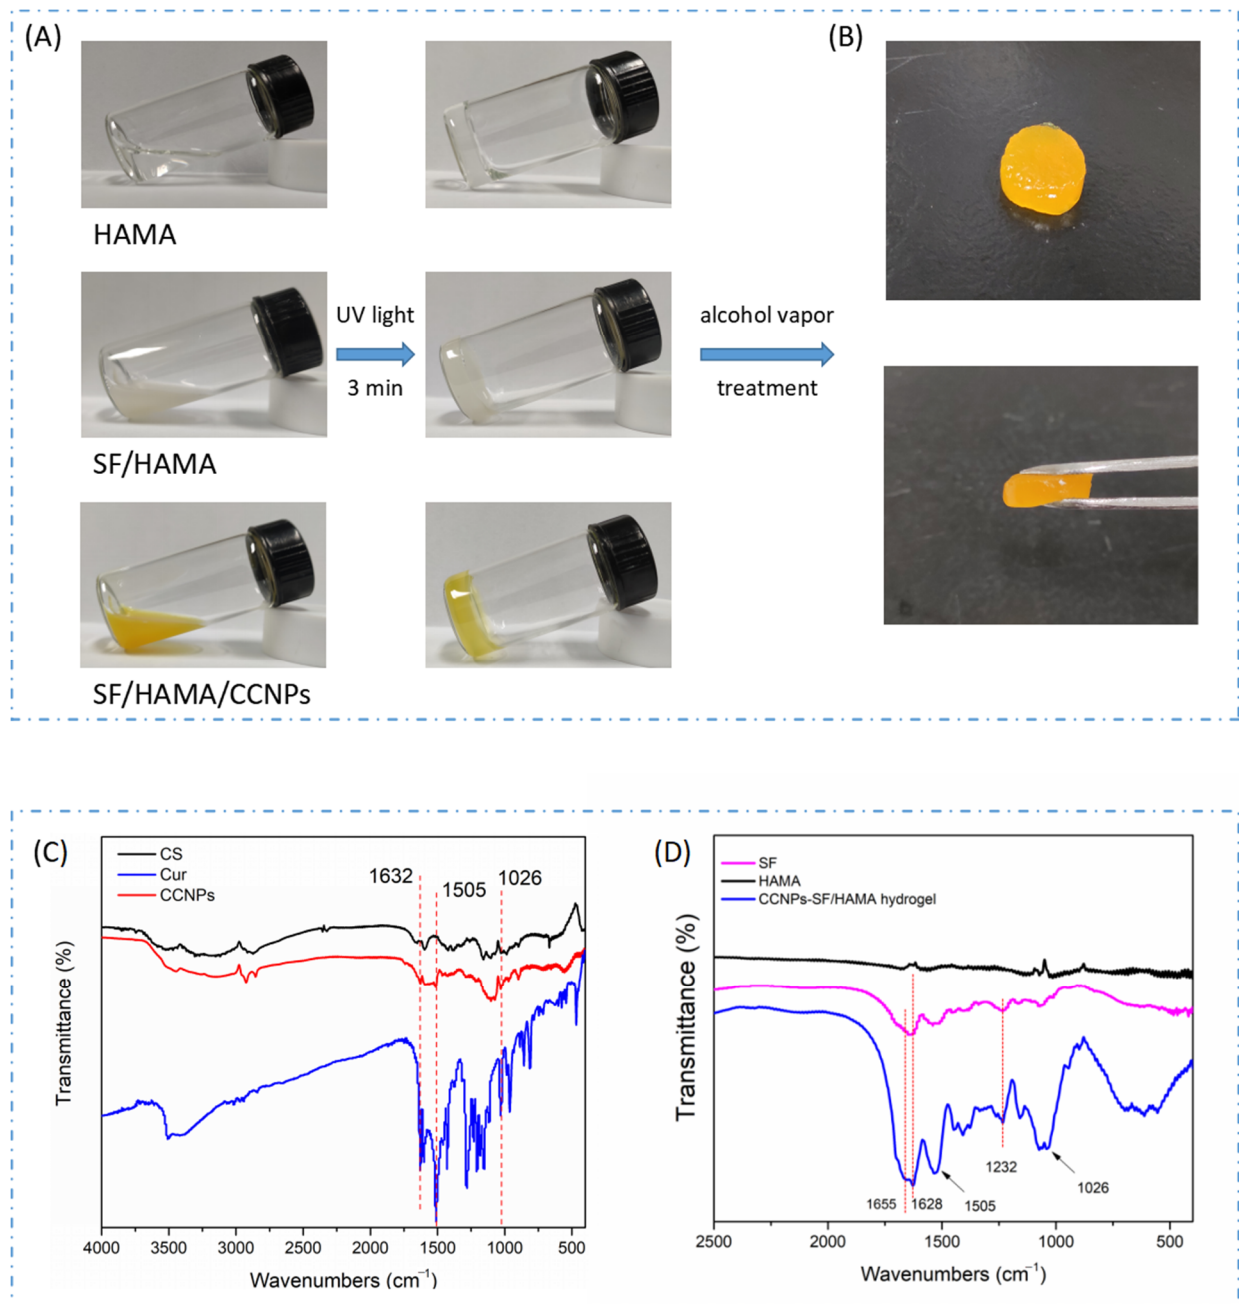 (A)
(B)
HAMA
UV light
3 min
alcohol vapor
treatment
SF/HAMA
SF/HAMA/CCNPs
(C)
CS
Cur
CCNPs
1632
1505
1026
Transmittance (%)
4000 3500 3000 2500 2000 1500 1000 500
Wavenumbers (cm⁻¹)
(D)
SF
HAMA
CCNPs-SF/HAMA hydrogel
Transmittance (%)
1655
1628
1505
1232
1026
2500 2000 1500 1000 500
Wavenumbers (cm⁻¹)